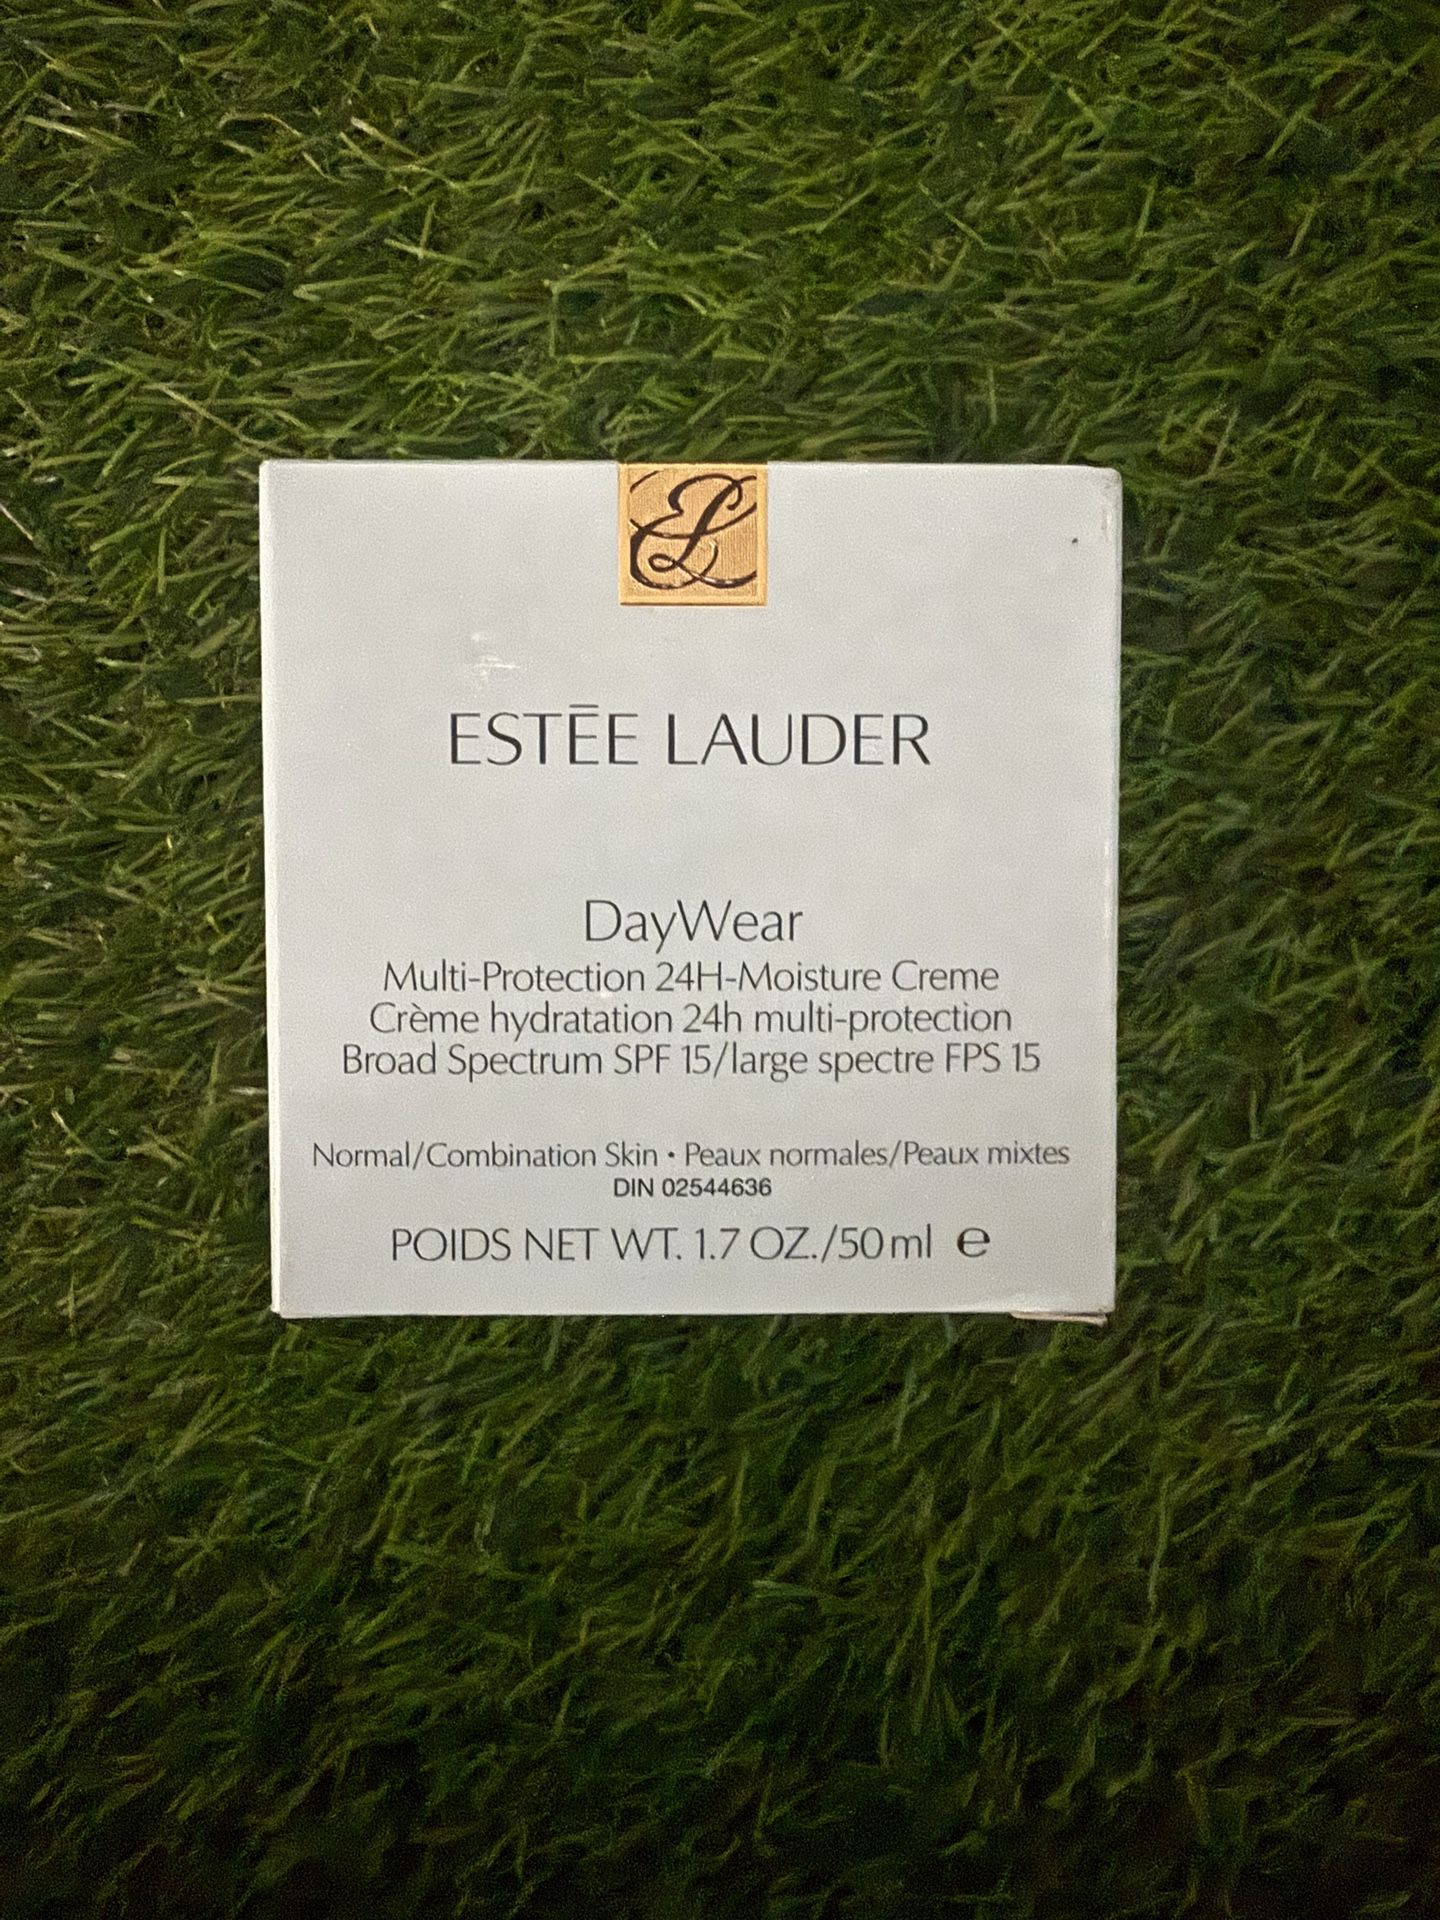 EL
ESTĒE LAUDER
DayWear
Multi-Protection 24H-Moisture Creme
Crème hydratation 24h multi-protection
Broad Spectrum SPF 15/large spectre FPS 15
Normal/Combination Skin • Peaux normales/Peaux mixtes
DIN 02544636
POIDS NET WT. 1.7 OZ./50ml ℮